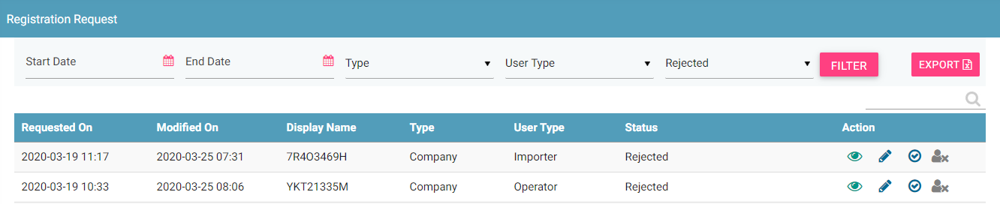 Registration Request
Start Date End Date Type User Type Rejected FILTER EXPORT
Requested On Modified On Display Name Type User Type Status Action
2020-03-19 11:17 2020-03-25 07:31 7R4O3469H Company Importer Rejected
2020-03-19 10:33 2020-03-25 08:06 YKT21335M Company Operator Rejected